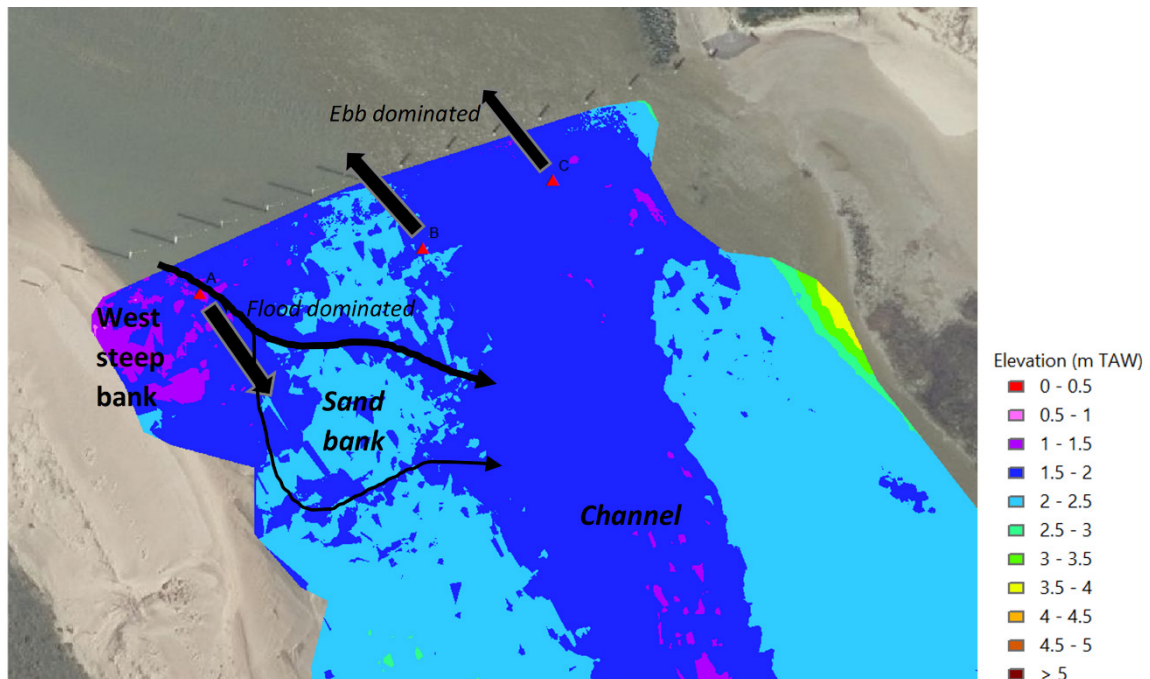 Ebb dominated
C
B
A
Flood dominated
West
steep
bank
Sand
bank
Channel
Elevation (m TAW)
0 - 0.5
0.5 - 1
1 - 1.5
1.5 - 2
2 - 2.5
2.5 - 3
3 - 3.5
3.5 - 4
4 - 4.5
4.5 - 5
> 5